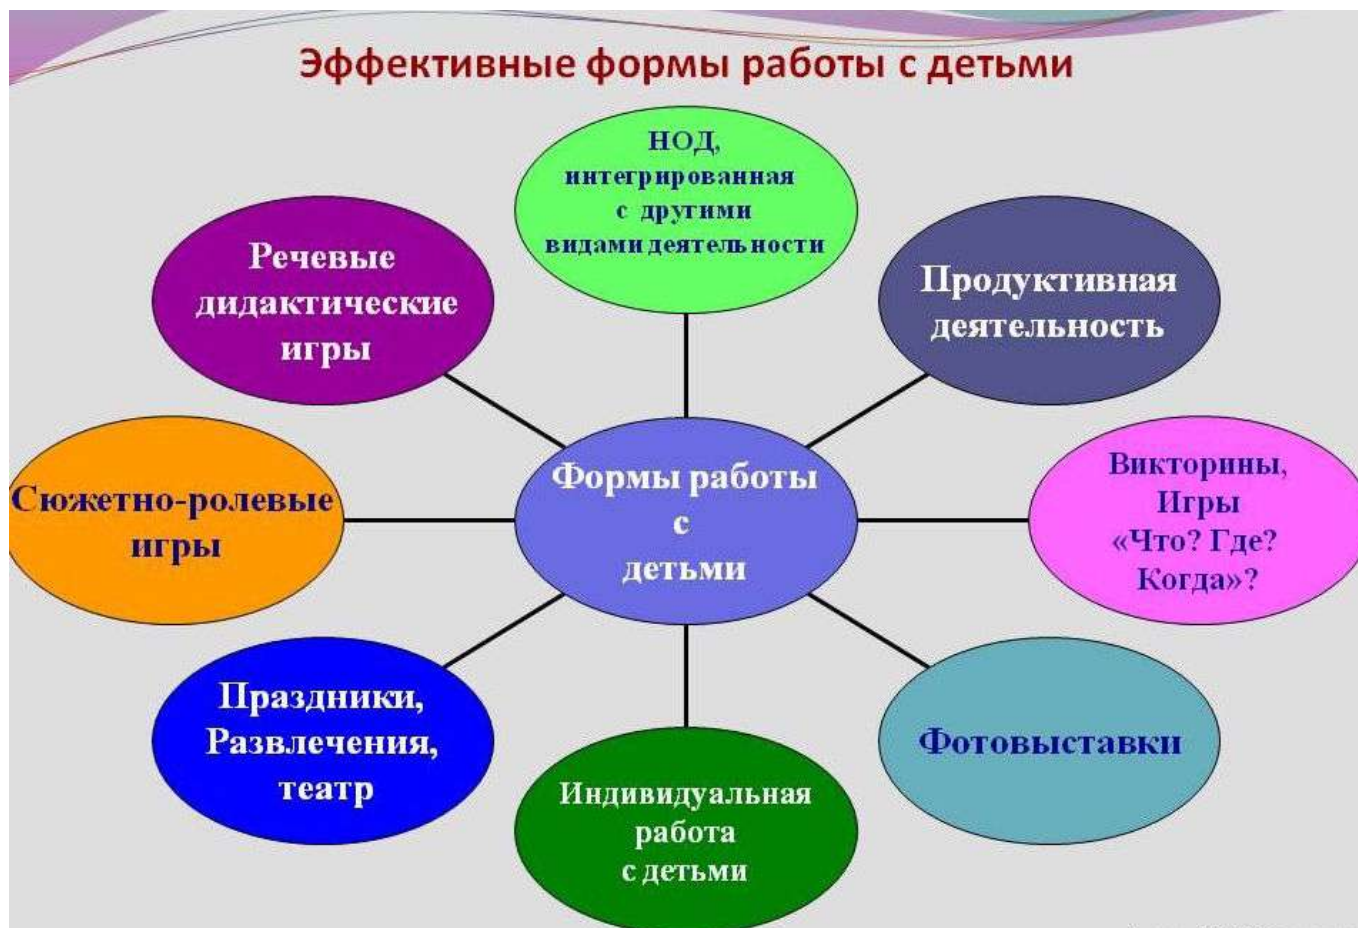 Эффективные формы работы с детьми
НОД,
интегрированная
с другими
видами деятельности
Речевые
дидактические
игры
Продуктивная
деятельность
Сюжетно-ролевые
игры
Формы работы
с
детьми
Викторины,
Игры
«Что? Где?
Когда»?
Праздники,
Развлечения,
театр
Фотовыставки
Индивидуальная
работа
с детьми